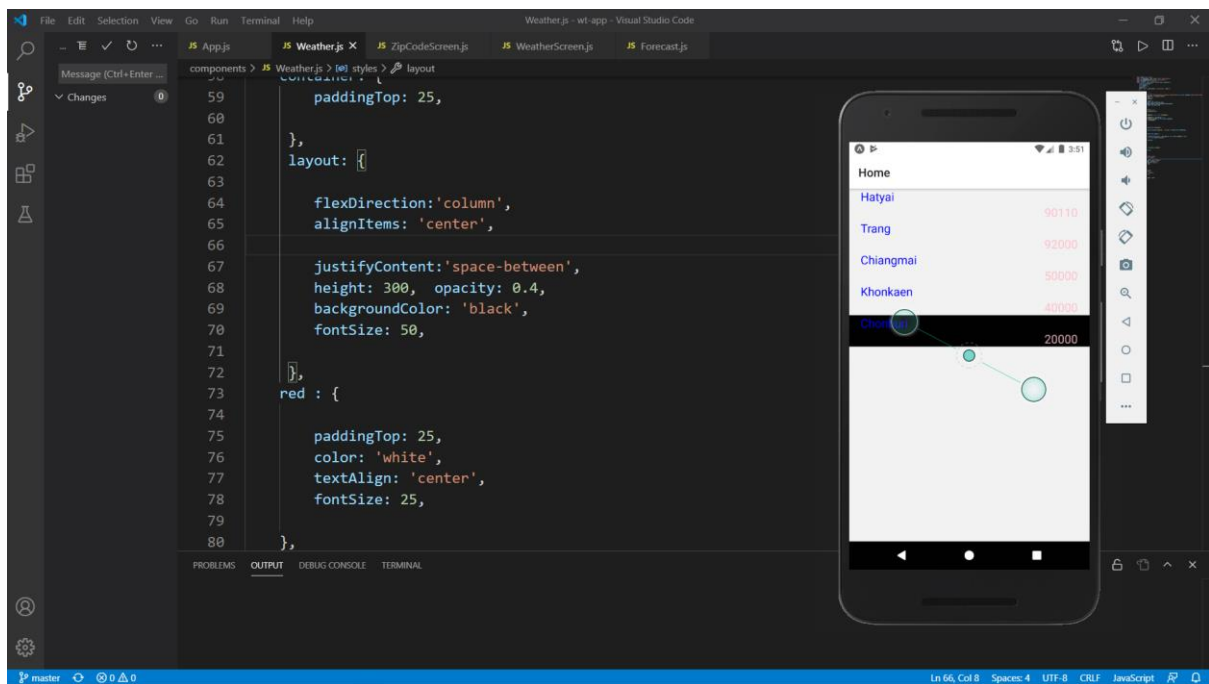 File Edit Selection View Go Run Terminal Help
Weather.js - wt-app - Visual Studio Code
JS App.js JS Weather.js JS ZipCodeScreen.js JS WeatherScreen.js JS Forecast.js
components > JS Weather.js > styles > layout
Message (Ctrl+Enter ...
Changes 0
58 container: {
59 paddingTop: 25,
60
61 },
62 layout: {
63
64 flexDirection:'column',
65 alignItems: 'center',
66
67 justifyContent:'space-between',
68 height: 300, opacity: 0.4,
69 backgroundColor: 'black',
70 fontSize: 50,
71
72 },
73 red : {
74
75 paddingTop: 25,
76 color: 'white',
77 textAlign: 'center',
78 fontSize: 25,
79
80 },
PROBLEMS OUTPUT DEBUG CONSOLE TERMINAL
master 0 0
Ln 66, Col 8 Spaces: 4 UTF-8 CRLF JavaScript
3:51
Home
Hatyai
90110
Trang
92000
Chiangmai
50000
Khonkaen
40000
20000